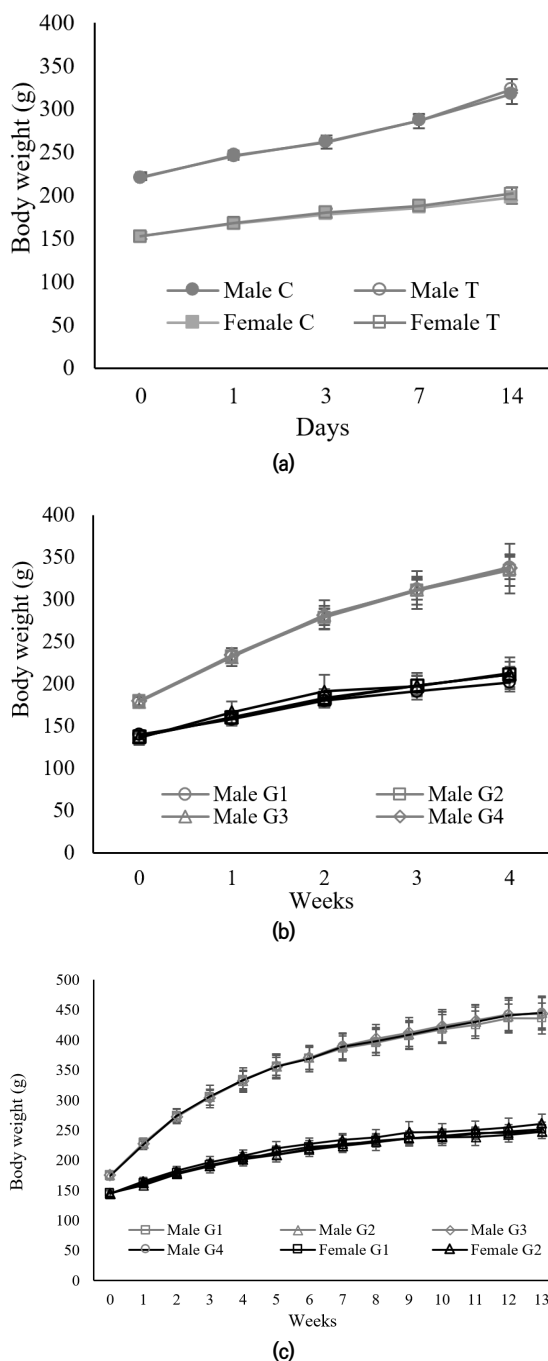 400
350
300
250
200
150
100
50
0
Body weight (g)
Male C Male T
Female C Female T
0 1 3 7 14
Days
(a)
400
350
300
250
200
150
100
50
0
Body weight (g)
Male G1 Male G2
Male G3 Male G4
0 1 2 3 4
Weeks
(b)
500
450
400
350
300
250
200
150
100
50
0
Body weight (g)
Male G1 Male G2 Male G3
Male G4 Female G1 Female G2
0 1 2 3 4 5 6 7 8 9 10 11 12 13
Weeks
(c)